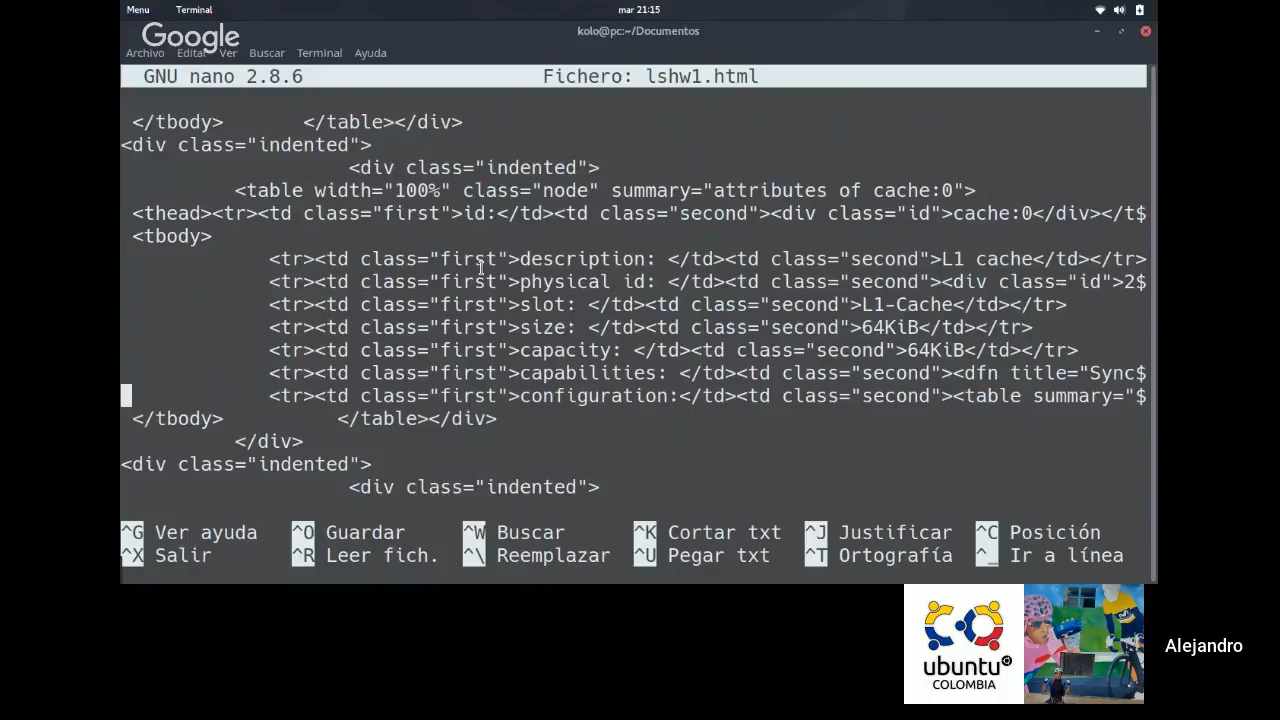 Menu Terminal mar 21:15
Google
kolo@pc:~/Documentos
Archivo Editar Ver Buscar Terminal Ayuda
GNU nano 2.8.6 Fichero: lshw1.html
</tbody> </table></div>
<div class="indented">
<div class="indented">
<table width="100%" class="node" summary="attributes of cache:0">
<thead><tr><td class="first">id:</td><td class="second"><div class="id">cache:0</div></t$
<tbody>
<tr><td class="first">description: </td><td class="second">L1 cache</td></tr>
<tr><td class="first">physical id: </td><td class="second"><div class="id">2$
<tr><td class="first">slot: </td><td class="second">L1-Cache</td></tr>
<tr><td class="first">size: </td><td class="second">64KiB</td></tr>
<tr><td class="first">capacity: </td><td class="second">64KiB</td></tr>
<tr><td class="first">capabilities: </td><td class="second"><dfn title="Sync$
<tr><td class="first">configuration:</td><td class="second"><table summary="$
</tbody> </table></div>
</div>
<div class="indented">
<div class="indented">
^G Ver ayuda ^O Guardar ^W Buscar ^K Cortar txt ^J Justificar ^C Posición
^X Salir ^R Leer fich. ^\ Reemplazar ^U Pegar txt ^T Ortografía ^_ Ir a línea
ubuntu
COLOMBIA
Alejandro